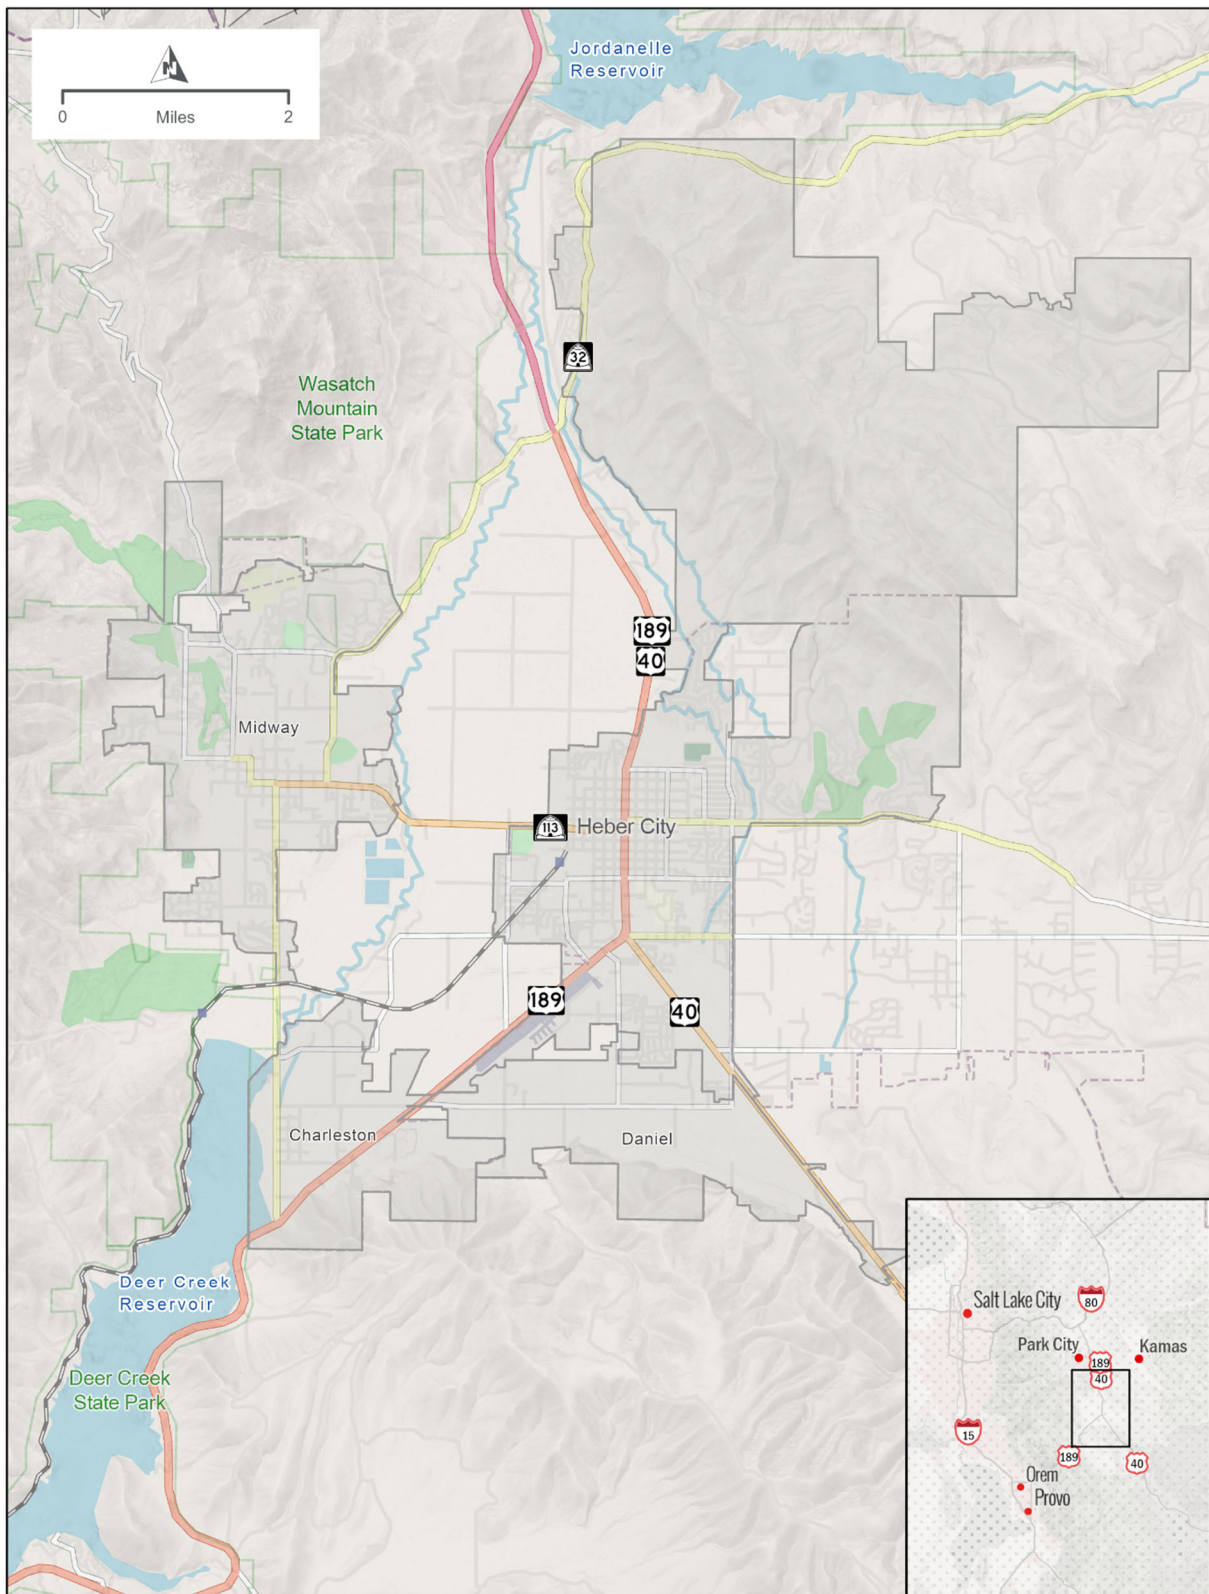 Jordanelle
Reservoir
N
0 Miles 2
32
Wasatch
Mountain
State Park
189
40
Midway
113
Heber City
189
40
Charleston
Daniel
Deer Creek
Reservoir
Deer Creek
State Park
Salt Lake City
80
Park City
Kamas
189
40
15
189
40
Orem
Provo